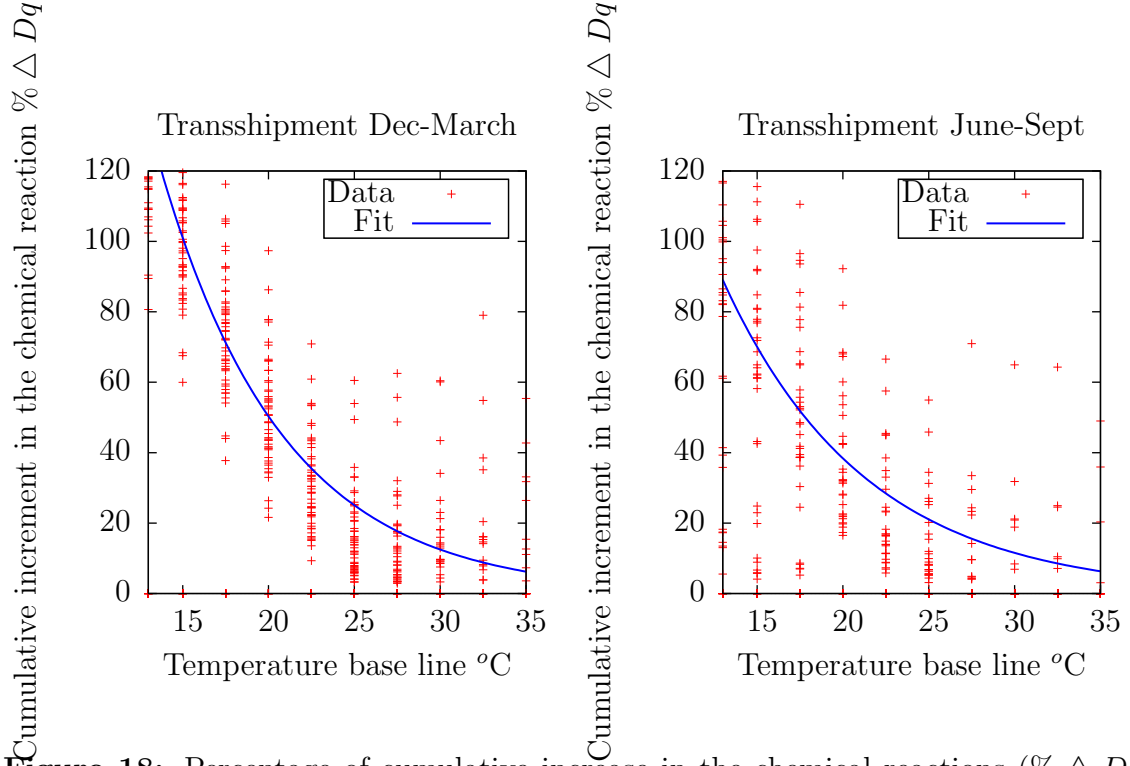 Cumulative increment in the chemical reaction % △ Dq
Transshipment Dec-March
Data
Fit
120
100
80
60
40
20
0
15 20 25 30 35
Temperature base line °C
Cumulative increment in the chemical reaction % △ Dq
Transshipment June-Sept
Data
Fit
120
100
80
60
40
20
0
15 20 25 30 35
Temperature base line °C
Figure 18: Percentage of cumulative increase in the chemical reactions (% △ D